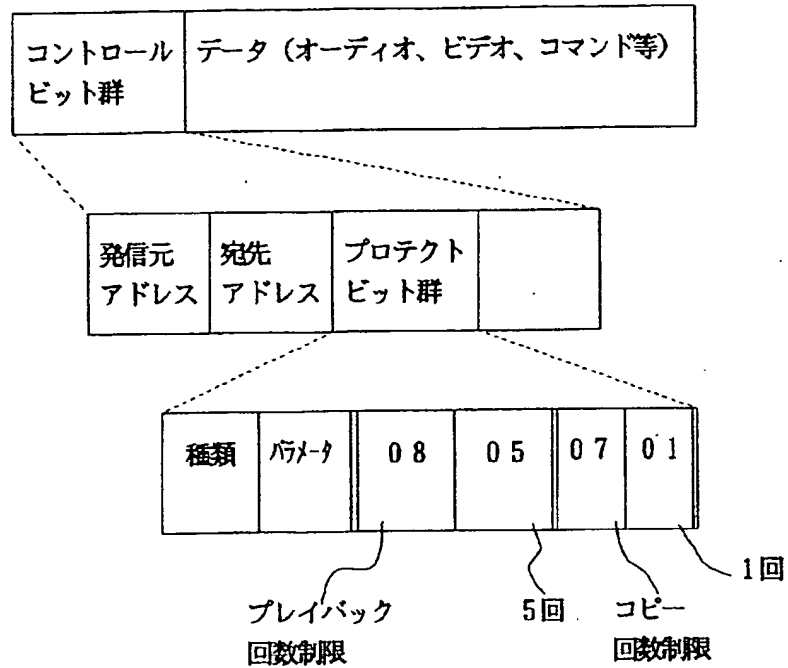 コントロール
ビット群
データ（オーディオ、ビデオ、コマンド等）
発信元
アドレス
宛先
アドレス
プロテクト
ビット群
種類
パラメータ
08
05
07
01
プレイバック
回数制限
5回
コピー
回数制限
1回